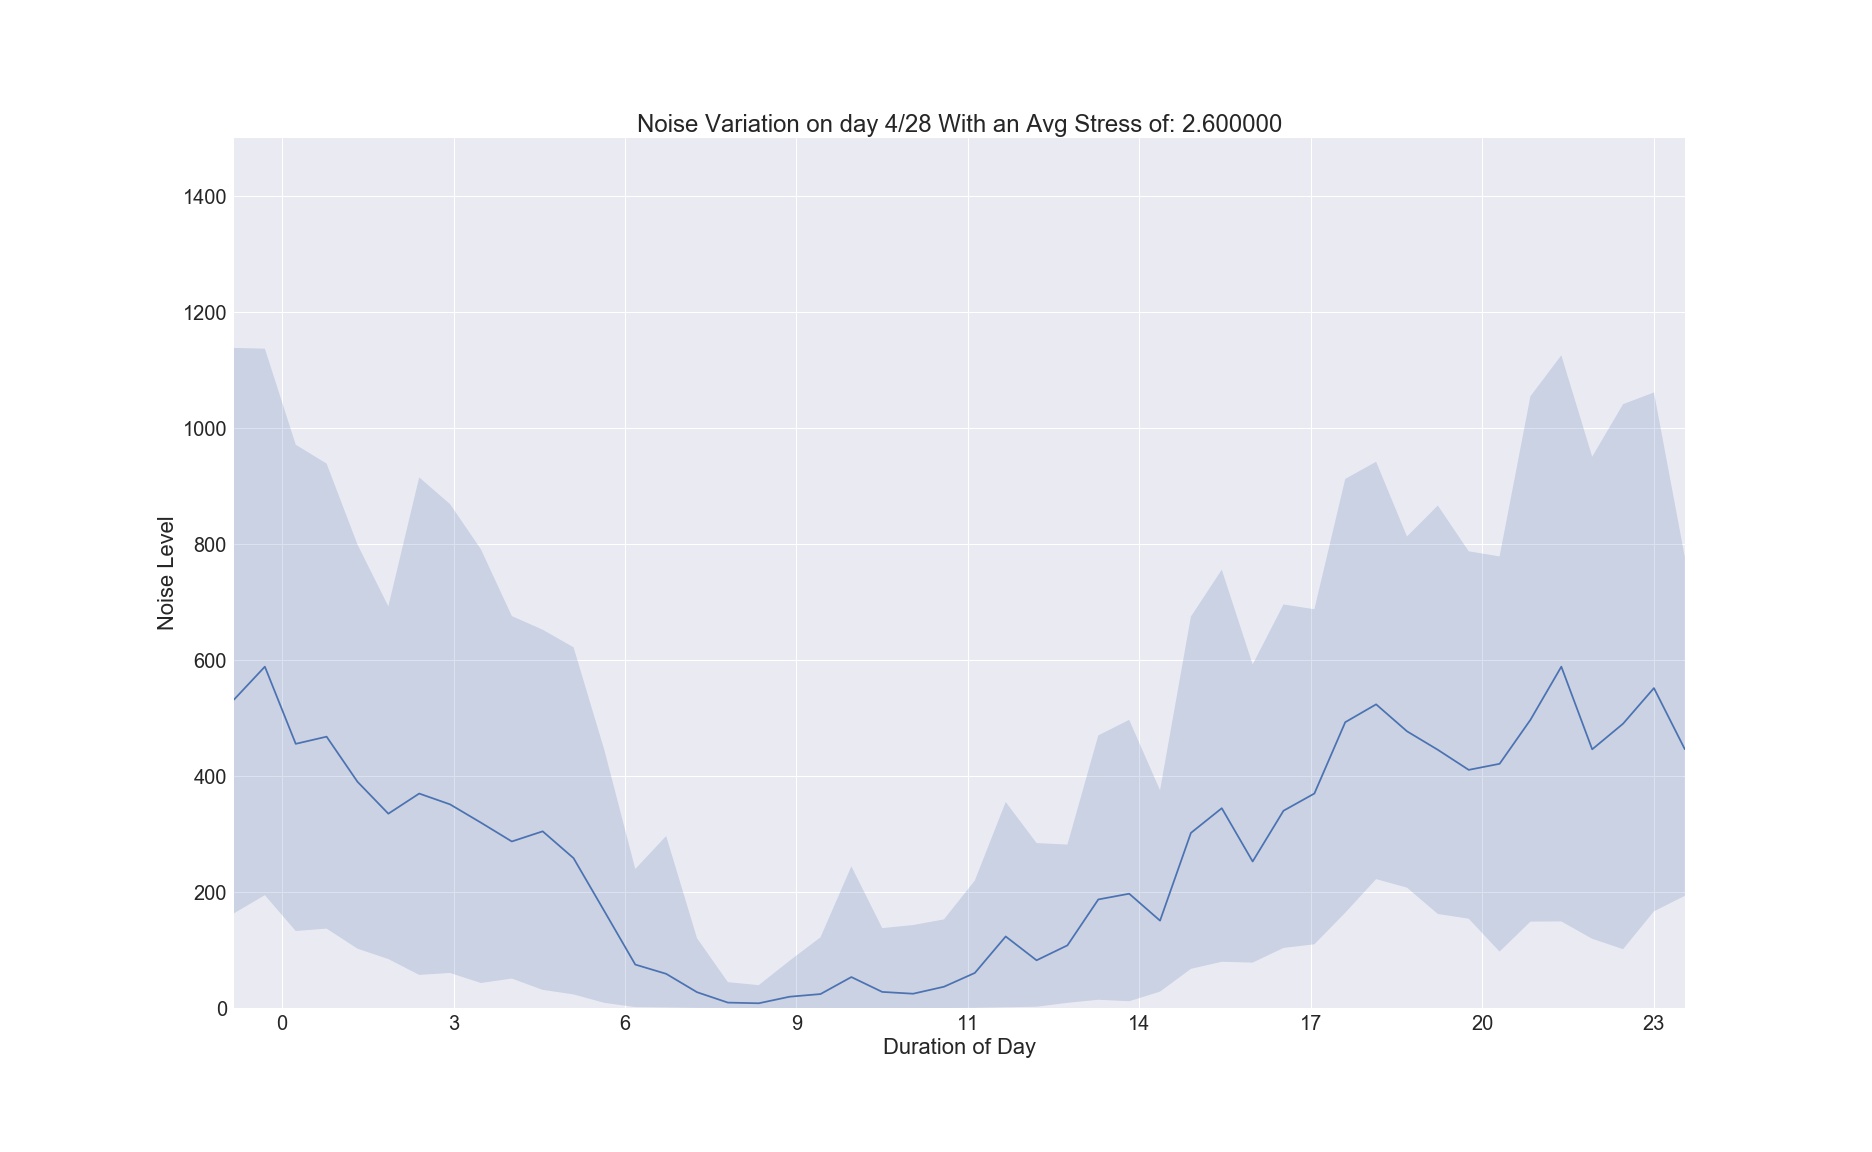 Noise Variation on day 4/28 With an Avg Stress of: 2.600000
1400
1200
1000
800
600
400
200
0
Noise Level
0 3 6 9 11 14 17 20 23
Duration of Day